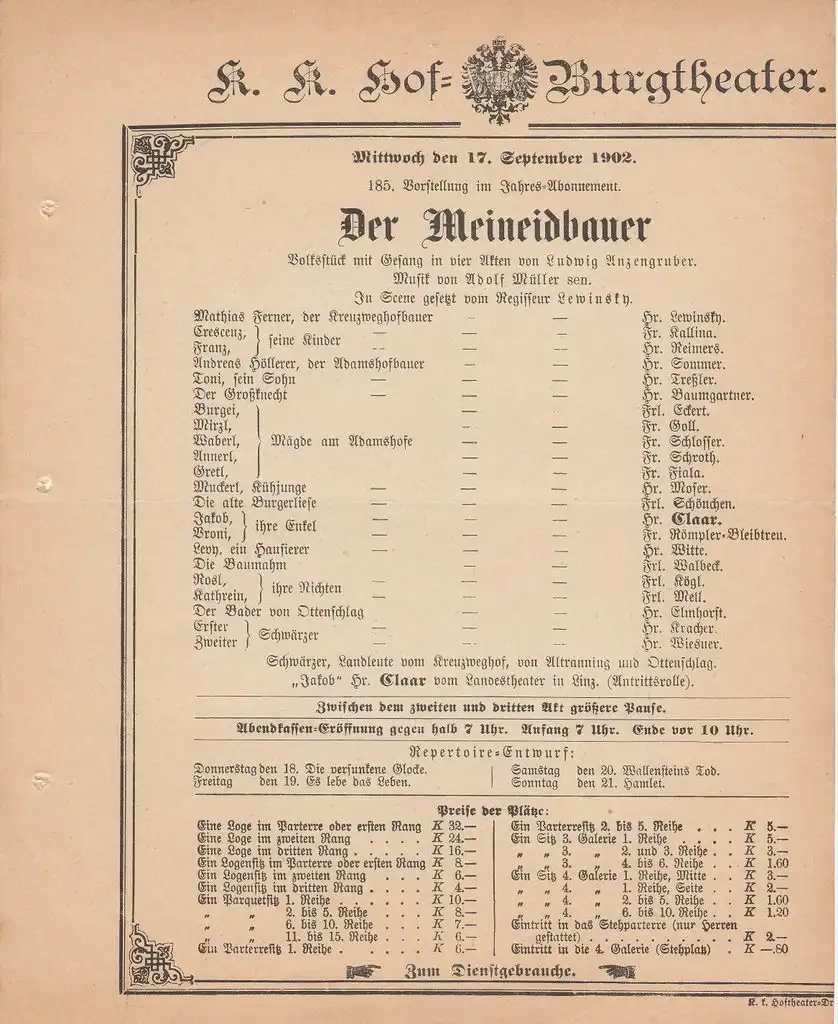 K. K. Hof-Burgtheater.
Mittwoch den 17. September 1902.
185. Vorstellung im Jahres-Abonnement.
Der Meineidbauer
Volksstück mit Gesang in vier Akten von Ludwig Anzengruber.
Musik von Adolf Müller sen.
In Scene gesetzt vom Regisseur Lewinsky.
Mathias Ferner, der Kreuzweghofbauer — — Hr. Lewinsky.
Crescenz, } seine Kinder — — Fr. Kallina.
Franz, — — Hr. Reimers.
Andreas Höllerer, der Adamshofbauer — — Hr. Sommer.
Toni, sein Sohn — — — Hr. Treßler.
Der Großknecht — — — Hr. Baumgartner.
Burgei, — — Frl. Eckert.
Mirzl, — — Fr. Goll.
Waberl, } Mägde am Adamshofe — — Fr. Schlosser.
Annerl, — — Fr. Schroth.
Gretl, — — Fr. Fiala.
Muckerl, Kühjunge — — — Hr. Moser.
Die alte Burgerliese — — — Frl. Schönchen.
Jakob, } ihre Enkel — — — Hr. Claar.
Vroni, — — — Fr. Römpler-Bleibtreu.
Levy, ein Hausierer — — — Hr. Witte.
Die Baumahm — — — Frl. Walbeck.
Rosl, } ihre Nichten — — — Frl. Kögl.
Kathrein, — — — Frl. Mell.
Der Bader von Ottenschlag — — Hr. Elmhorst.
Erster } Schwärzer — — — Hr. Kracher.
Zweiter — — — Hr. Wiesner.
Schwärzer, Landleute vom Kreuzweghof, von Altranning und Ottenschlag.
„Jakob“ Hr. Claar vom Landestheater in Linz. (Antrittsrolle).
Zwischen dem zweiten und dritten Akt größere Pause.
Abendkassen-Eröffnung gegen halb 7 Uhr. Anfang 7 Uhr. Ende vor 10 Uhr.
Repertoire-Entwurf:
Donnerstag den 18. Die versunkene Glocke.
Freitag den 19. Es lebe das Leben.
Samstag den 20. Wallensteins Tod.
Sonntag den 21. Hamlet.
Preise der Plätze:
Eine Loge im Parterre oder ersten Rang K 32.—
Eine Loge im zweiten Rang . . . . K 24.—
Eine Loge im dritten Rang . . . . . K 16.—
Ein Logensitz im Parterre oder ersten Rang K 8.—
Ein Logensitz im zweiten Rang . . . K 6.—
Ein Logensitz im dritten Rang . . . . K 4.—
Ein Parquetsitz 1. Reihe . . . . . . K 10.—
„ „ 2. bis 5. Reihe . . . K 8.—
„ „ 6. bis 10. Reihe . . . K 7.—
„ „ 11. bis 15. Reihe . . K 6.—
Ein Parterresitz 1. Reihe . . . . . K 6.—
Ein Parterresitz 2. bis 5. Reihe . . . K 5.—
Ein Sitz 3. Galerie 1. Reihe . . . . K 5.—
„ „ 3. „ 2. und 3. Reihe . . K 3.—
„ „ 3. „ 4. bis 6. Reihe . . K 1.60
Ein Sitz 4. Galerie 1. Reihe, Mitte . . K 3.—
„ „ 4. „ 1. Reihe, Seite . . K 2.—
„ „ 4. „ 2. bis 5. Reihe . . K 1.60
„ „ 4. „ 6. bis 10. Reihe . . K 1.20
Eintritt in das Stehparterre (nur Herren
gestattet) . . . . . . . . . K 2.—
Eintritt in die 4. Galerie (Stehplatz) . K —.80
Zum Dienstgebrauche.
K. k. Hoftheater-Dr